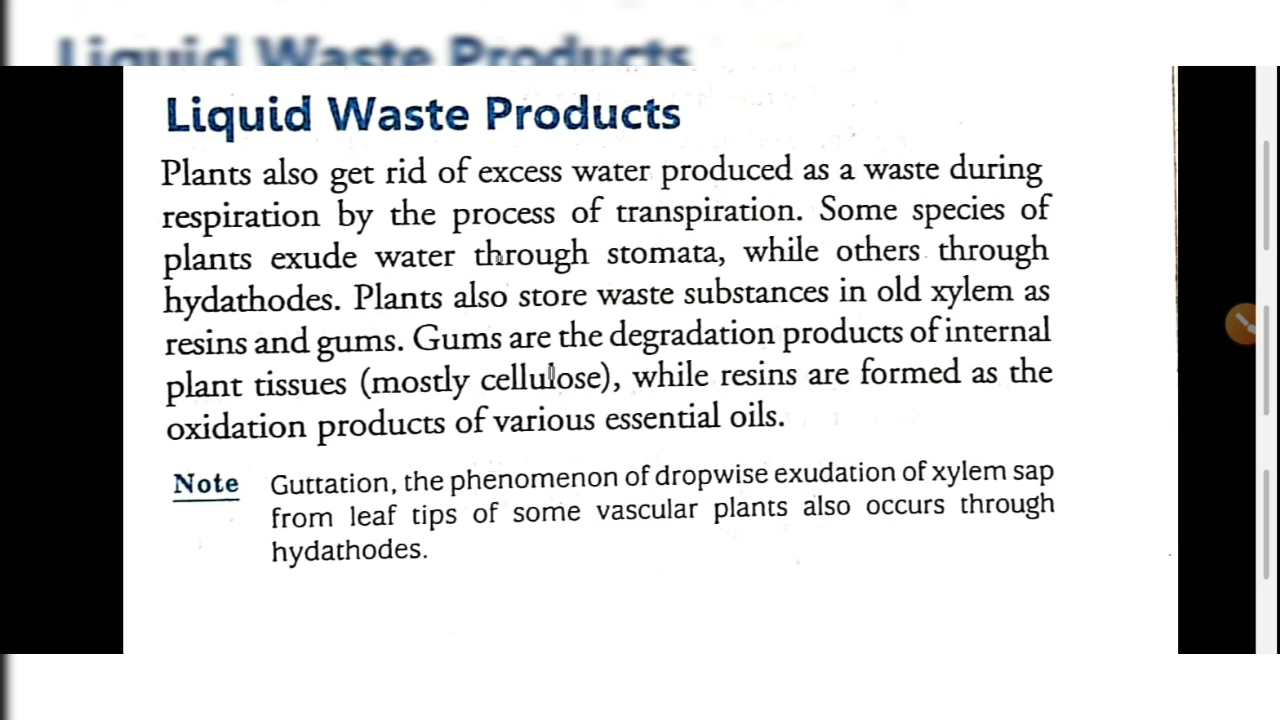 Liquid Waste Products
Liquid Waste Products
Plants also get rid of excess water produced as a waste during
respiration by the process of transpiration. Some species of
plants exude water through stomata, while others through
hydathodes. Plants also store waste substances in old xylem as
resins and gums. Gums are the degradation products of internal
plant tissues (mostly cellulose), while resins are formed as the
oxidation products of various essential oils.
Note Guttation, the phenomenon of dropwise exudation of xylem sap
from leaf tips of some vascular plants also occurs through
hydathodes.